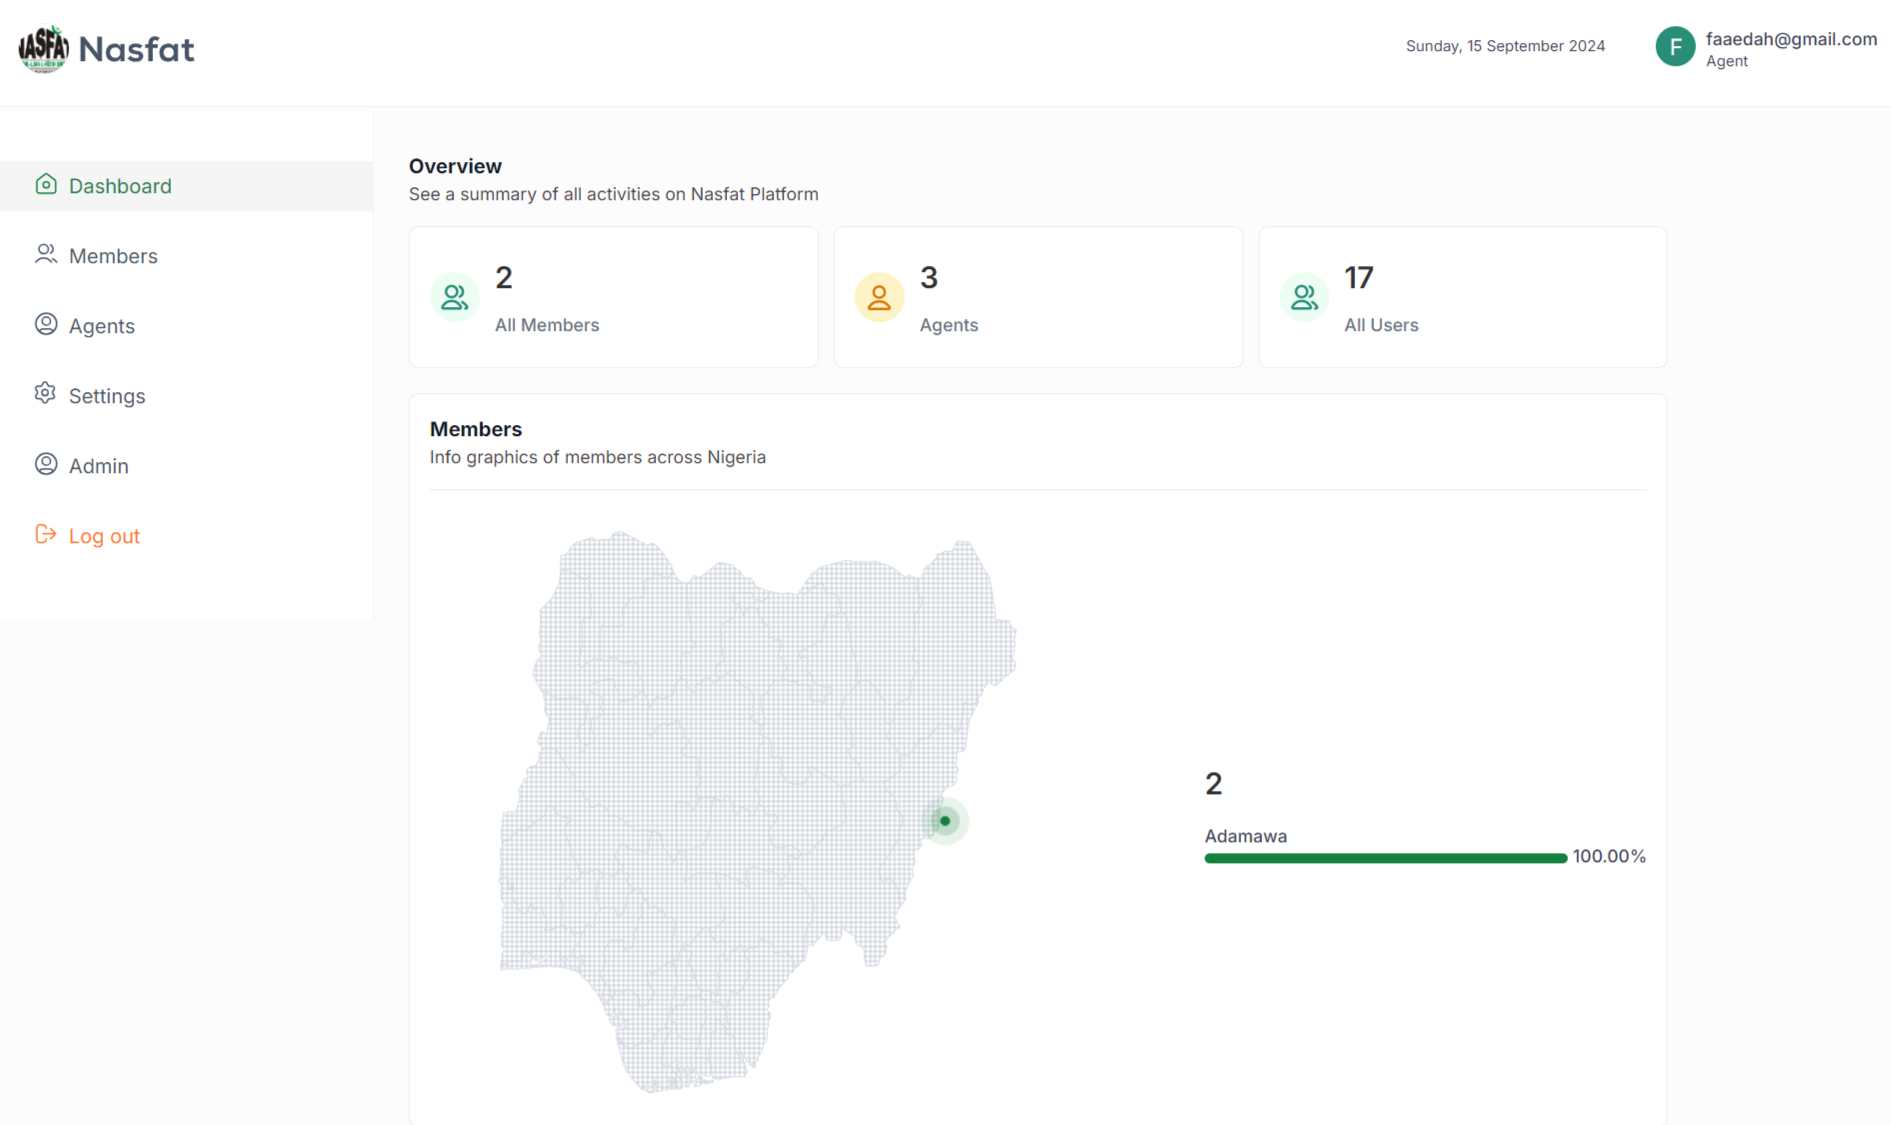 NASFAT
Nasfat
Sunday, 15 September 2024
F
faaedah@gmail.com
Agent
Dashboard
Members
Agents
Settings
Admin
Log out
Overview
See a summary of all activities on Nasfat Platform
2
All Members
3
Agents
17
All Users
Members
Info graphics of members across Nigeria
2
Adamawa
100.00%